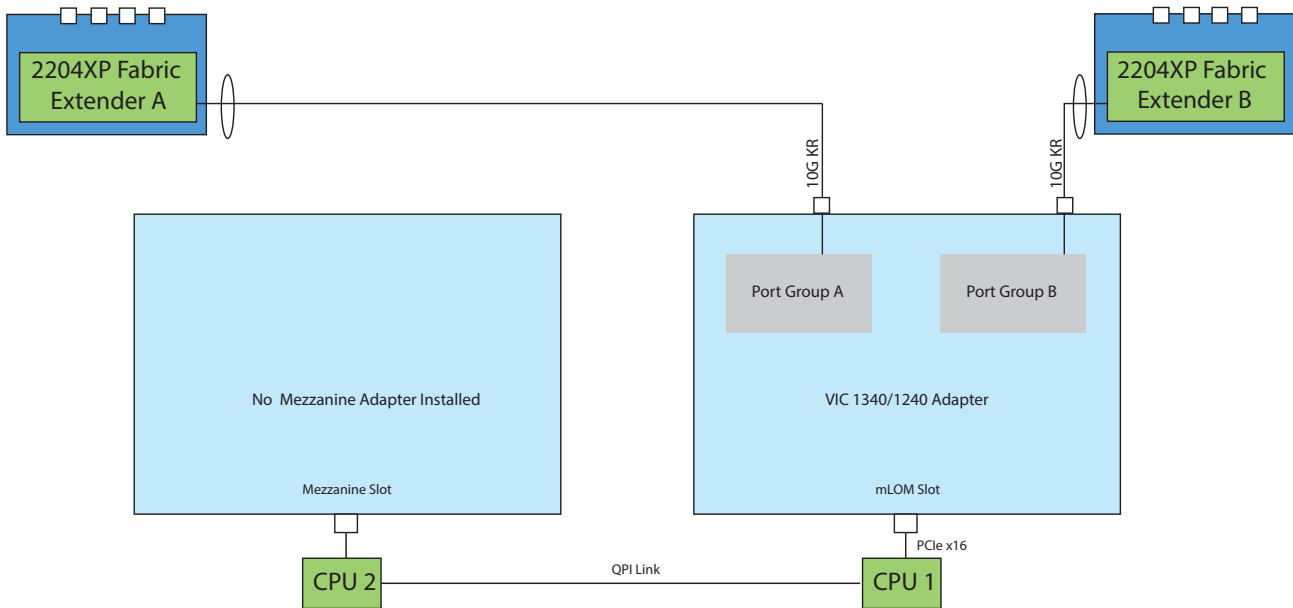 2204XP Fabric
Extender A
2204XP Fabric
Extender B
10G KR
10G KR
Port Group A
Port Group B
No Mezzanine Adapter Installed
VIC 1340/1240 Adapter
Mezzanine Slot
mLOM Slot
PCIe x16
QPI Link
CPU 2
CPU 1